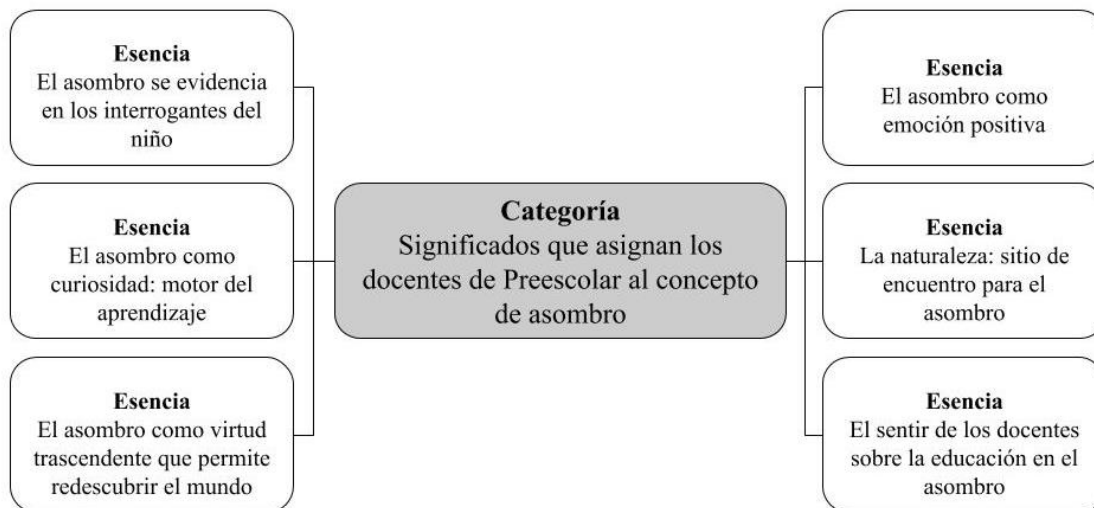 Esencia
El asombro se evidencia
en los interrogantes del
niño
Esencia
El asombro como
curiosidad: motor del
aprendizaje
Esencia
El asombro como virtud
trascendente que permite
redescubrir el mundo
Categoría
Significados que asignan los
docentes de Preescolar al concepto
de asombro
Esencia
El asombro como
emoción positiva
Esencia
La naturaleza: sitio de
encuentro para el
asombro
Esencia
El sentir de los docentes
sobre la educación en el
asombro